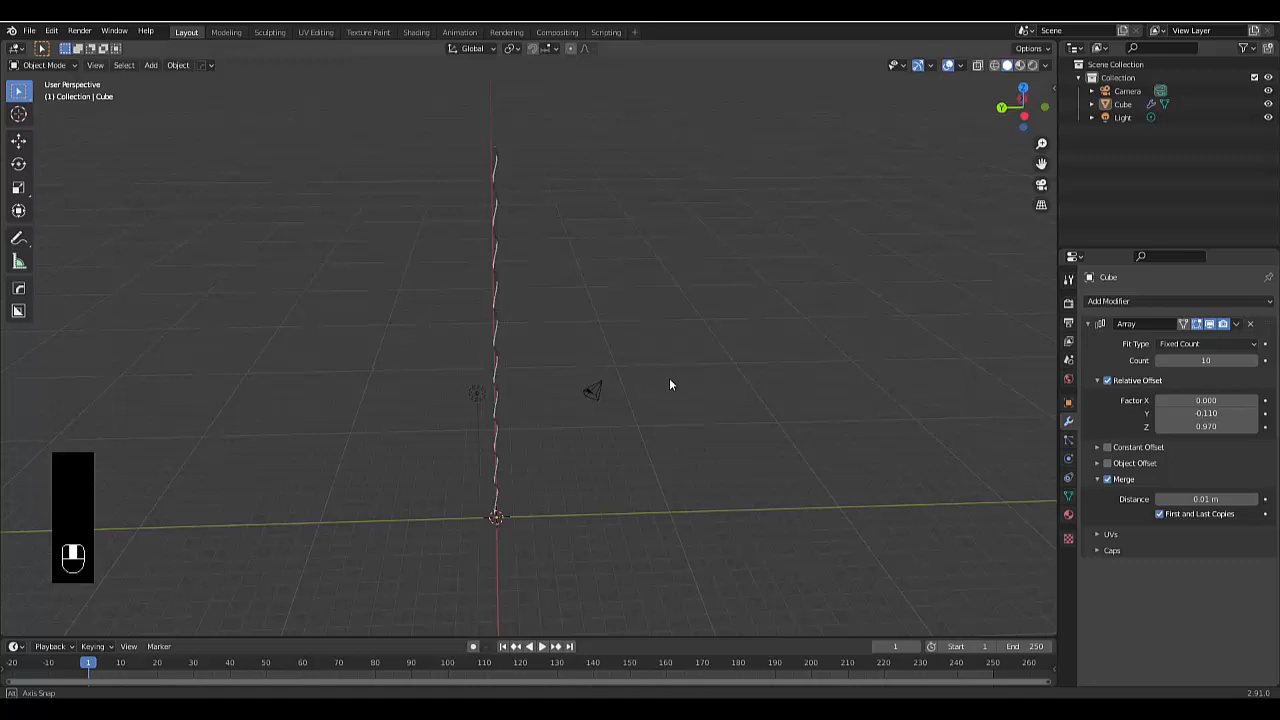 File Edit Render Window Help Layout Modeling Sculpting UV Editing Texture Paint Shading Animation Rendering Compositing Scripting + Scene View Layer
Global Options
Object Mode View Select Add Object
User Perspective
(1) Collection | Cube
Scene Collection
Collection
Camera
Cube
Light
Z
Y
Cube
Add Modifier
Array
Fit Type Fixed Count
Count 10
Relative Offset
Factor X 0.000
Y -0.110
Z 0.970
Constant Offset
Object Offset
Merge
Distance 0.01 m
First and Last Copies
UVs
Caps
Playback Keying View Marker 1 Start 1 End 250
-20 -10 1 10 20 30 40 50 60 70 80 90 100 110 120 130 140 150 160 170 180 190 200 210 220 230 240 250 260
Alt Axis Snap 2.91.0